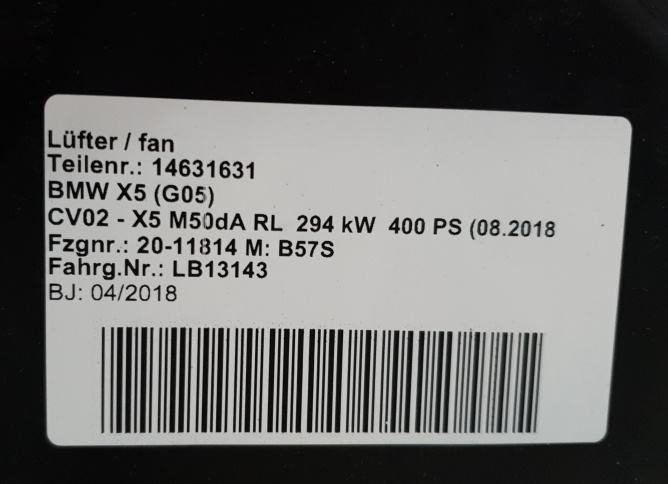 Lüfter / fan
Teilenr.: 14631631
BMW X5 (G05)
CV02 - X5 M50dA RL 294 kW 400 PS (08.2018
Fzgnr.: 20-11814 M: B57S
Fahrg.Nr.: LB13143
BJ: 04/2018